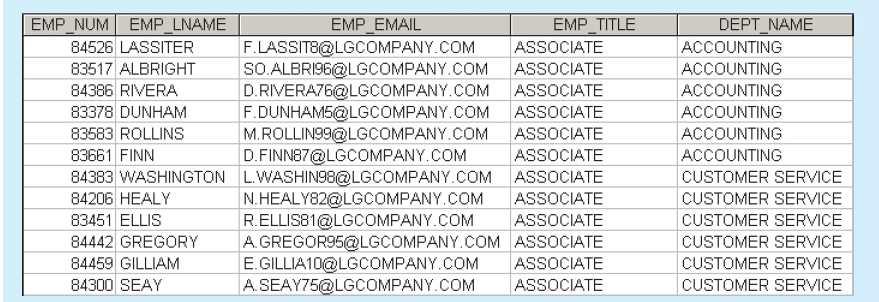 EMP_NUM EMP_LNAME EMP_EMAIL EMP_TITLE DEPT_NAME
84526 LASSITER F.LASSIT8@LGCOMPANY.COM ASSOCIATE ACCOUNTING
83517 ALBRIGHT SO.ALBRI96@LGCOMPANY.COM ASSOCIATE ACCOUNTING
84386 RIVERA D.RIVERA76@LGCOMPANY.COM ASSOCIATE ACCOUNTING
83378 DUNHAM F.DUNHAM5@LGCOMPANY.COM ASSOCIATE ACCOUNTING
83583 ROLLINS M.ROLLIN99@LGCOMPANY.COM ASSOCIATE ACCOUNTING
83661 FINN D.FINN87@LGCOMPANY.COM ASSOCIATE ACCOUNTING
84383 WASHINGTON L.WASHIN98@LGCOMPANY.COM ASSOCIATE CUSTOMER SERVICE
84206 HEALY N.HEALY82@LGCOMPANY.COM ASSOCIATE CUSTOMER SERVICE
83451 ELLIS R.ELLIS81@LGCOMPANY.COM ASSOCIATE CUSTOMER SERVICE
84442 GREGORY A.GREGOR95@LGCOMPANY.COM ASSOCIATE CUSTOMER SERVICE
84459 GILLIAM E.GILLIA10@LGCOMPANY.COM ASSOCIATE CUSTOMER SERVICE
84300 SEAY A.SEAY75@LGCOMPANY.COM ASSOCIATE CUSTOMER SERVICE